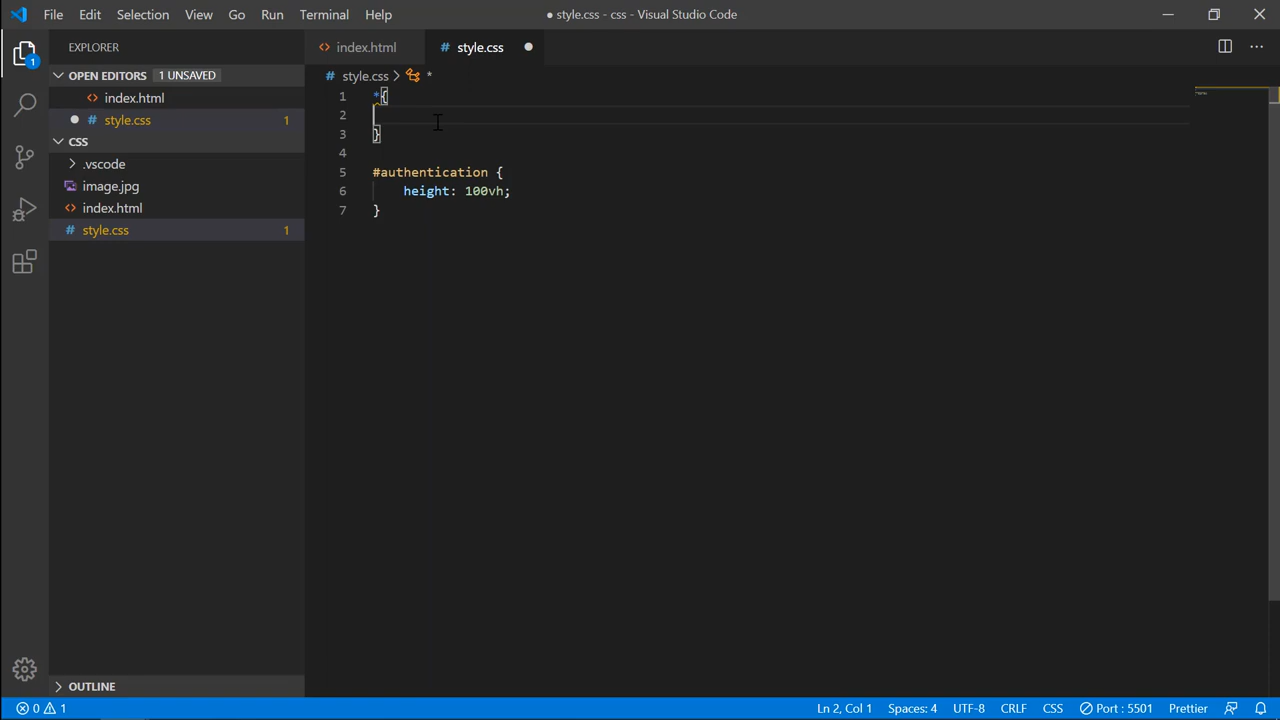 File Edit Selection View Go Run Terminal Help
● style.css - css - Visual Studio Code
EXPLORER
1
OPEN EDITORS 1 UNSAVED
index.html
style.css 1
CSS
.vscode
image.jpg
index.html
style.css 1
OUTLINE
index.html style.css
style.css > *
1 *{
2
3 }
4
5 #authentication {
6 height: 100vh;
7 }
0 1 Ln 2, Col 1 Spaces: 4 UTF-8 CRLF CSS Port : 5501 Prettier